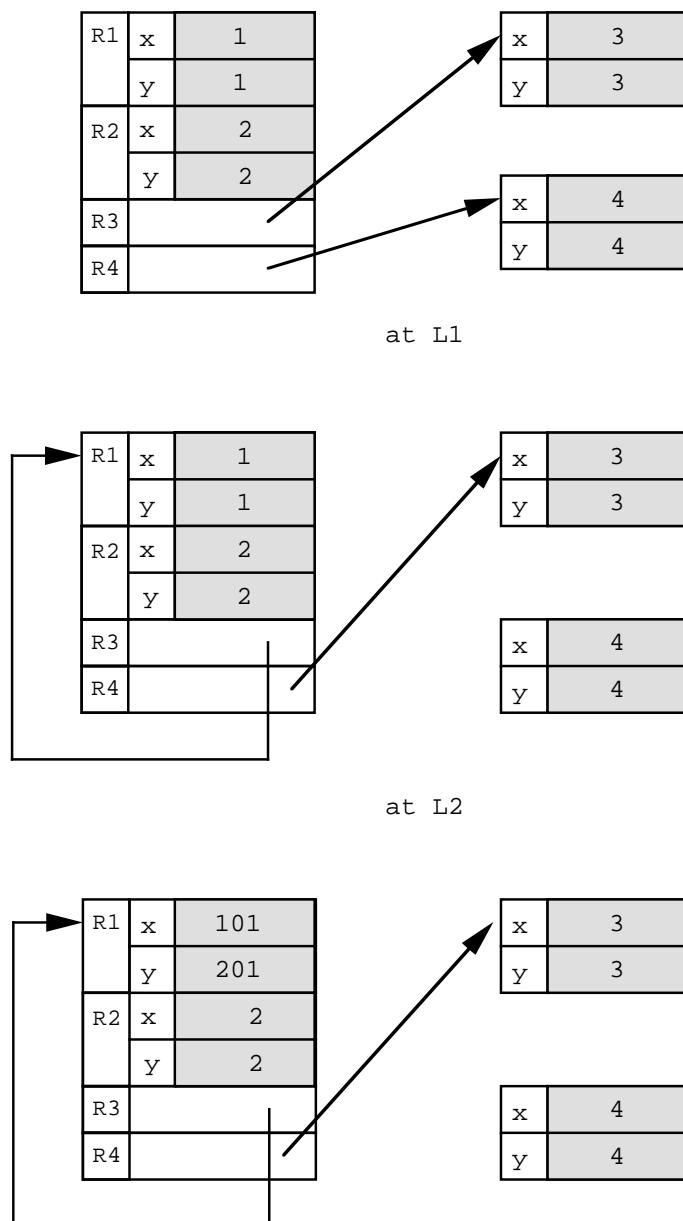 R1 x 1 x 3
y 1 y 3
R2 x 2
y 2 x 4
R3 y 4
R4
at L1
R1 x 1 x 3
y 1 y 3
R2 x 2
y 2
R3 x 4
R4 y 4
at L2
R1 x 101 x 3
y 201 y 3
R2 x 2
y 2
R3 x 4
R4 y 4